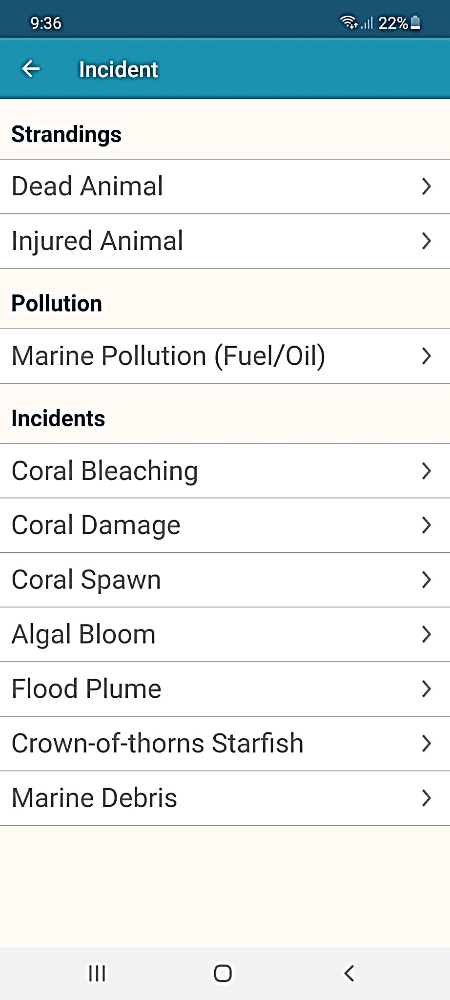 9:36
22%
Incident
Strandings
Dead Animal
Injured Animal
Pollution
Marine Pollution (Fuel/Oil)
Incidents
Coral Bleaching
Coral Damage
Coral Spawn
Algal Bloom
Flood Plume
Crown-of-thorns Starfish
Marine Debris